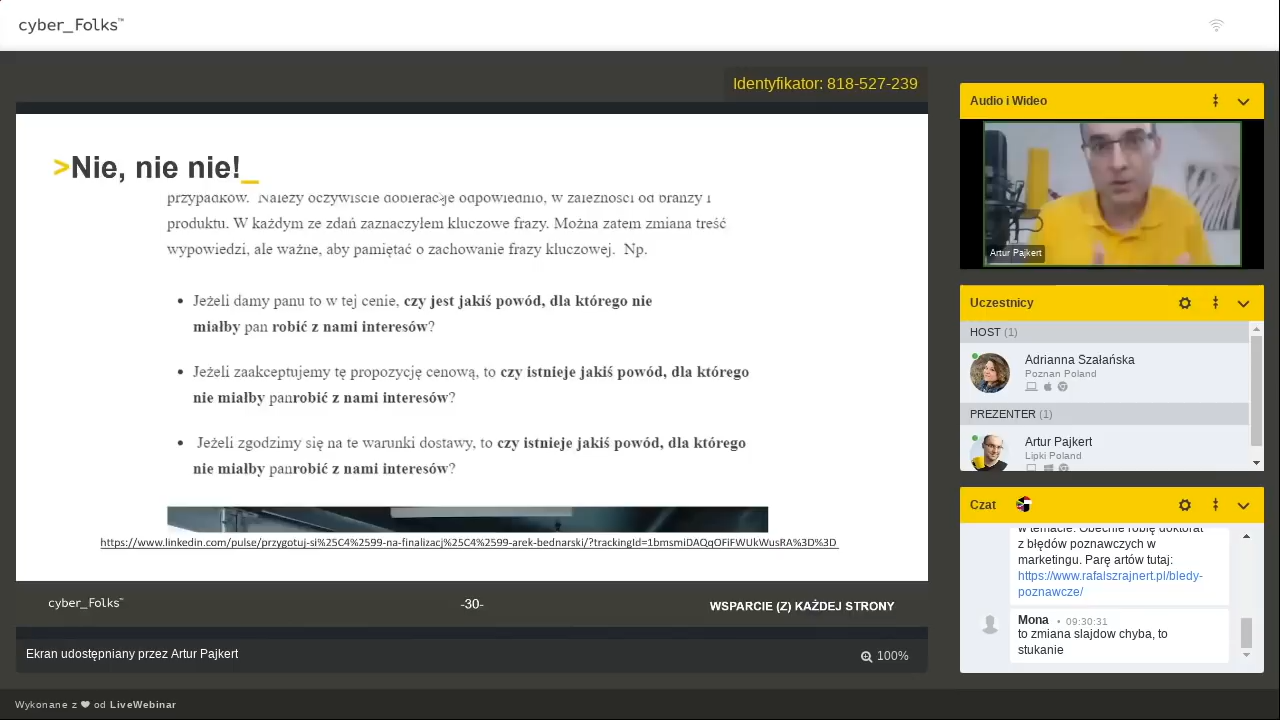 cyber_Folks™
Identyfikator: 818-527-239
>Nie, nie nie!_
przypadków. Należy oczywiście dobierać je odpowiednio, w zależności od branży i
produktu. W każdym ze zdań zaznaczyłem kluczowe frazy. Można zatem zmiana treść
wypowiedzi, ale ważne, aby pamiętać o zachowanie frazy kluczowej. Np.
• Jeżeli damy panu to w tej cenie, czy jest jakiś powód, dla którego nie
miałby pan robić z nami interesów?
• Jeżeli zaakceptujemy tę propozycję cenową, to czy istnieje jakiś powód, dla którego
nie miałby panrobić z nami interesów?
• Jeżeli zgodzimy się na te warunki dostawy, to czy istnieje jakiś powód, dla którego
nie miałby panrobić z nami interesów?
https://www.linkedin.com/pulse/przygotuj-si%25C4%2599-na-finalizacj%25C4%2599-arek-bednarski/?trackingId=1bmsmiDAQqOFiFWUkWusRA%3D%3D
cyber_Folks™
-30-
WSPARCIE (Z) KAŻDEJ STRONY
Ekran udostępniany przez Artur Pajkert
100%
Wykonane z ❤ od LiveWebinar
Audio i Wideo
Artur Pajkert
Uczestnicy
HOST (1)
Adrianna Szałańska
Poznan Poland
PREZENTER (1)
Artur Pajkert
Lipki Poland
Czat
w temacie. Obecnie robię doktorat
z błędów poznawczych w
marketingu. Parę artów tutaj:
https://www.rafalszrajnert.pl/bledy-
poznawcze/
Mona • 09:30:31
to zmiana slajdow chyba, to
stukanie